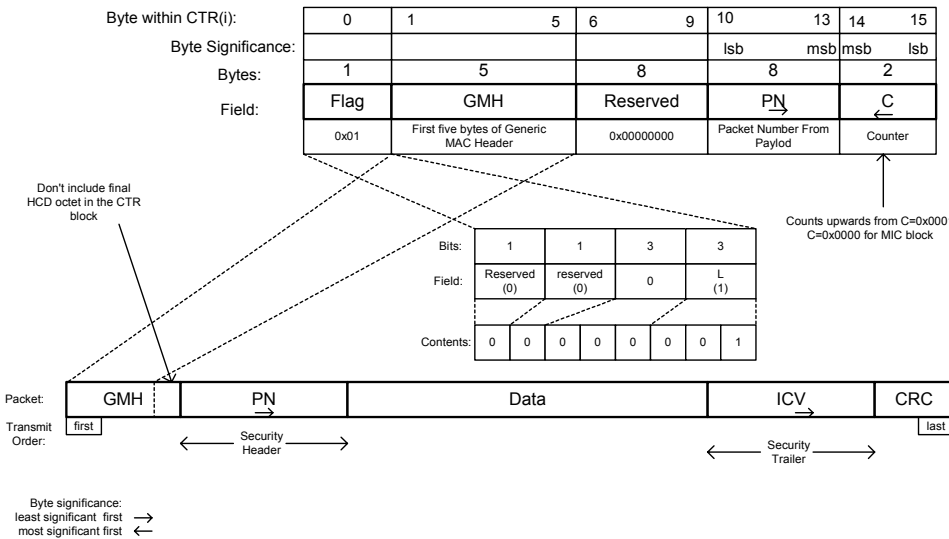 Byte within CTR(i): 0 1 5 6 9 10 13 14 15
Byte Significance: lsb msb msb lsb
Bytes: 1 5 8 8 2
Field: Flag GMH Reserved PN C
0x01 First five bytes of Generic MAC Header 0x00000000 Packet Number From Paylod Counter
Don't include final
HCD octet in the CTR
block
Counts upwards from C=0x000
C=0x0000 for MIC block
Bits: 1 1 3 3
Field: Reserved (0) reserved (0) 0 L (1)
Contents: 0 0 0 0 0 0 0 1
Packet: GMH PN Data ICV CRC
Transmit Order: first last
Security
Header
Security
Trailer
Byte significance:
least significant first →
most significant first ←